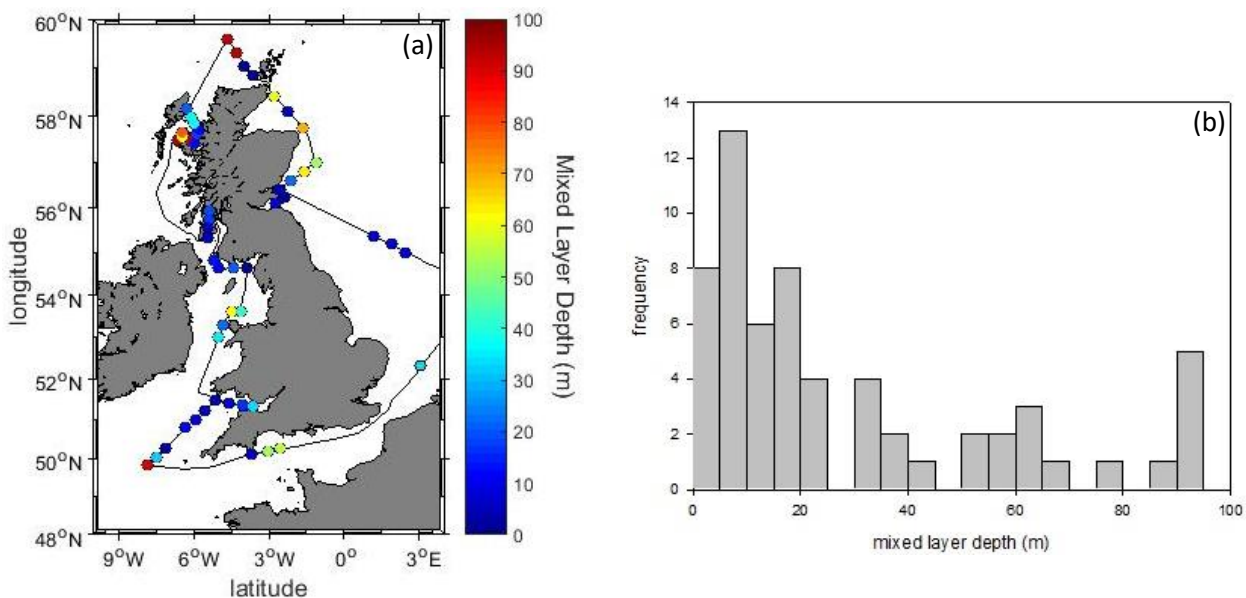 (a)
60°N
58°N
56°N
54°N
52°N
50°N
48°N
longitude
9°W 6°W 3°W 0° 3°E
latitude
100
90
80
70
60
50
40
30
20
10
0
Mixed Layer Depth (m)
(b)
14
12
10
8
6
4
2
0
frequency
0 20 40 60 80 100
mixed layer depth (m)